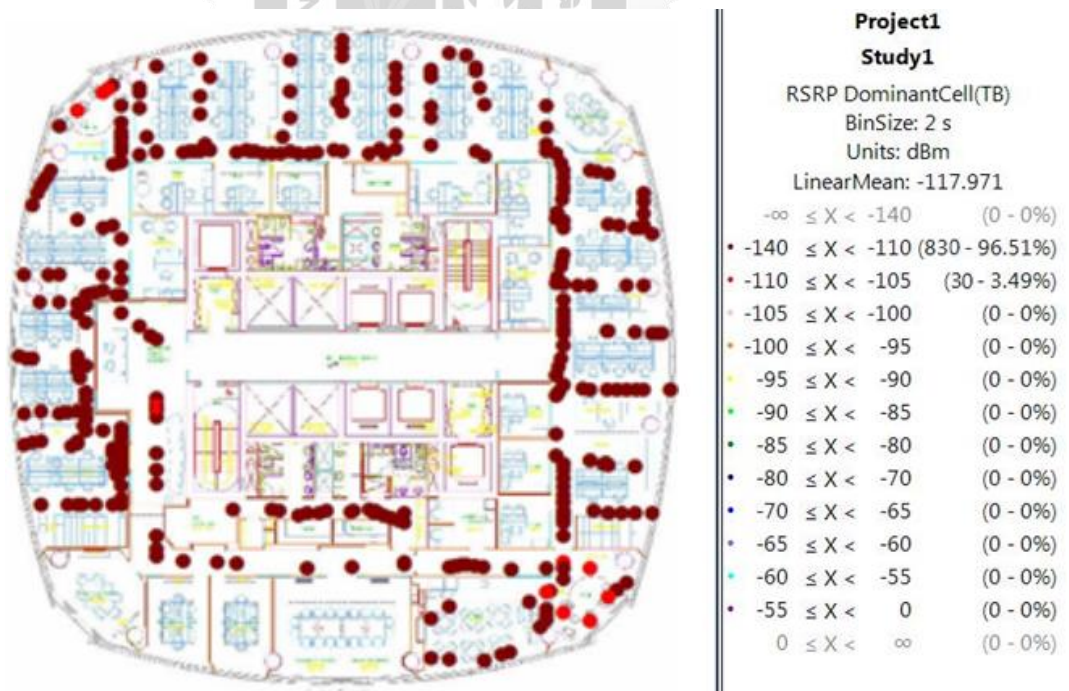 Project1
Study1
RSRP DominantCell(TB)
BinSize: 2 s
Units: dBm
LinearMean: -117.971
-∞ ≤ X < -140 (0 - 0%)
-140 ≤ X < -110 (830 - 96.51%)
-110 ≤ X < -105 (30 - 3.49%)
-105 ≤ X < -100 (0 - 0%)
-100 ≤ X < -95 (0 - 0%)
-95 ≤ X < -90 (0 - 0%)
-90 ≤ X < -85 (0 - 0%)
-85 ≤ X < -80 (0 - 0%)
-80 ≤ X < -70 (0 - 0%)
-70 ≤ X < -65 (0 - 0%)
-65 ≤ X < -60 (0 - 0%)
-60 ≤ X < -55 (0 - 0%)
-55 ≤ X < 0 (0 - 0%)
0 ≤ X < ∞ (0 - 0%)